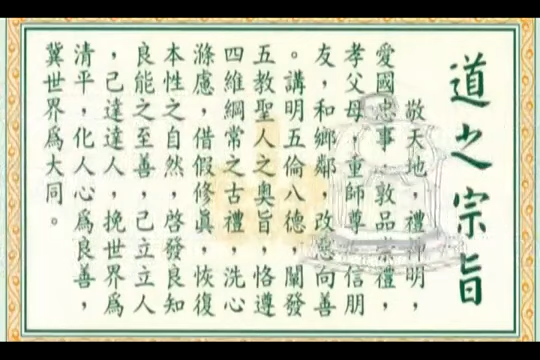 道之宗旨
敬天地，禮神明，
愛國忠事，敦品崇禮，
孝父母，重師尊，信朋
友，和鄉鄰，改惡向善
。講明五倫八德，闡發
五教聖人之奧旨，恪遵
四維綱常之古禮，洗心
滌慮，借假修眞，恢復
本性之自然，啓發良知
良能之至善，己立立人
，己達達人，挽世界爲
清平，化人心爲良善，
冀世界爲大同。